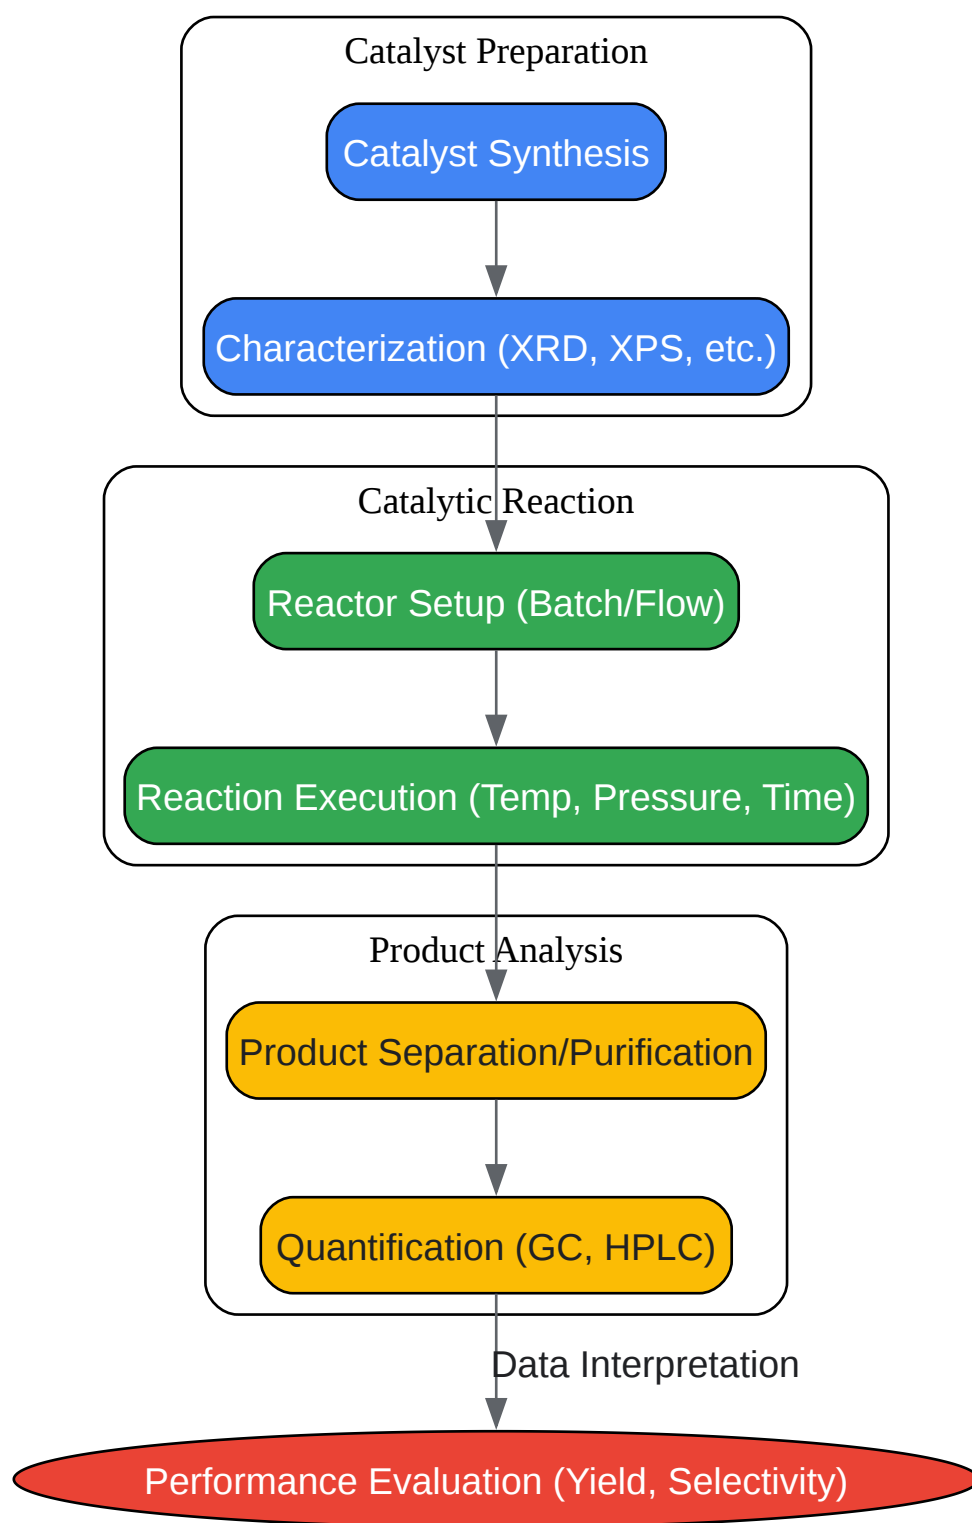 Catalyst Preparation
Catalyst Synthesis
Characterization (XRD, XPS, etc.)
Catalytic Reaction
Reactor Setup (Batch/Flow)
Reaction Execution (Temp, Pressure, Time)
Product Analysis
Product Separation/Purification
Quantification (GC, HPLC)
Data Interpretation
Performance Evaluation (Yield, Selectivity)